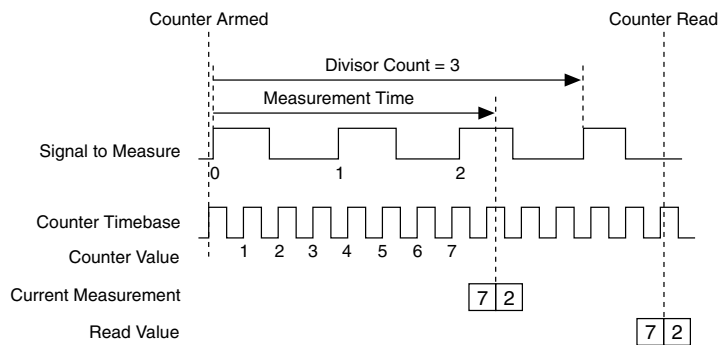 Counter Armed Counter Read
Divisor Count = 3
Measurement Time
Signal to Measure
0 1 2
Counter Timebase
Counter Value 1 2 3 4 5 6 7
Current Measurement 7 2
Read Value 7 2